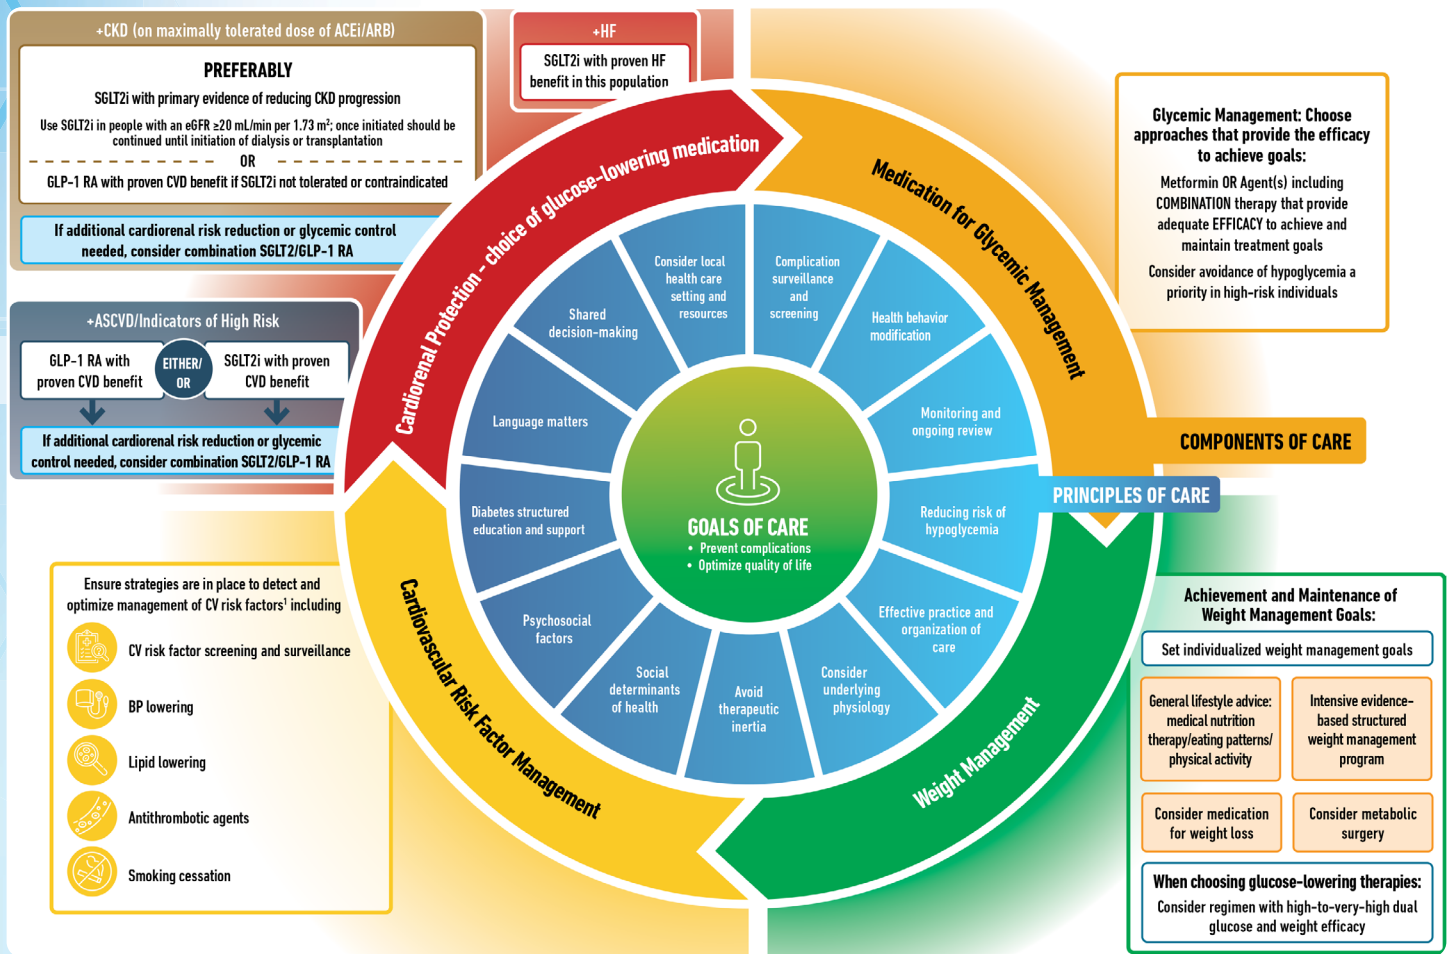 +CKD (on maximally tolerated dose of ACEi/ARB)
PREFERABLY
SGLT2i with primary evidence of reducing CKD progression
Use SGLT2i in people with an eGFR ≥20 mL/min per 1.73 m²; once initiated should be
continued until initiation of dialysis or transplantation
OR
GLP-1 RA with proven CVD benefit if SGLT2i not tolerated or contraindicated
If additional cardiorenal risk reduction or glycemic control
needed, consider combination SGLT2/GLP-1 RA
+HF
SGLT2i with proven HF
benefit in this population
+ASCVD/Indicators of High Risk
GLP-1 RA with
proven CVD benefit
EITHER/
OR
SGLT2i with proven
CVD benefit
If additional cardiorenal risk reduction or glycemic
control needed, consider combination SGLT2/GLP-1 RA
Glycemic Management: Choose
approaches that provide the efficacy
to achieve goals:
Metformin OR Agent(s) including
COMBINATION therapy that provide
adequate EFFICACY to achieve and
maintain treatment goals
Consider avoidance of hypoglycemia a
priority in high-risk individuals
Cardiorenal Protection - choice of glucose-lowering medication
Medication for Glycemic Management
Weight Management
Cardiovascular Risk Factor Management
COMPONENTS OF CARE
PRINCIPLES OF CARE
Consider local
health care
setting and
resources
Complication
surveillance
and
screening
Health behavior
modification
Monitoring and
ongoing review
Reducing risk of
hypoglycemia
Effective practice and
organization of
care
Consider
underlying
physiology
Avoid
therapeutic
inertia
Social
determinants
of health
Psychosocial
factors
Diabetes structured
education and support
Language matters
Shared
decision-making
GOALS OF CARE
• Prevent complications
• Optimize quality of life
Ensure strategies are in place to detect and
optimize management of CV risk factors¹ including
CV risk factor screening and surveillance
BP lowering
Lipid lowering
Antithrombotic agents
Smoking cessation
Achievement and Maintenance of
Weight Management Goals:
Set individualized weight management goals
General lifestyle advice:
medical nutrition
therapy/eating patterns/
physical activity
Intensive evidence-
based structured
weight management
program
Consider medication
for weight loss
Consider metabolic
surgery
When choosing glucose-lowering therapies:
Consider regimen with high-to-very-high dual
glucose and weight efficacy